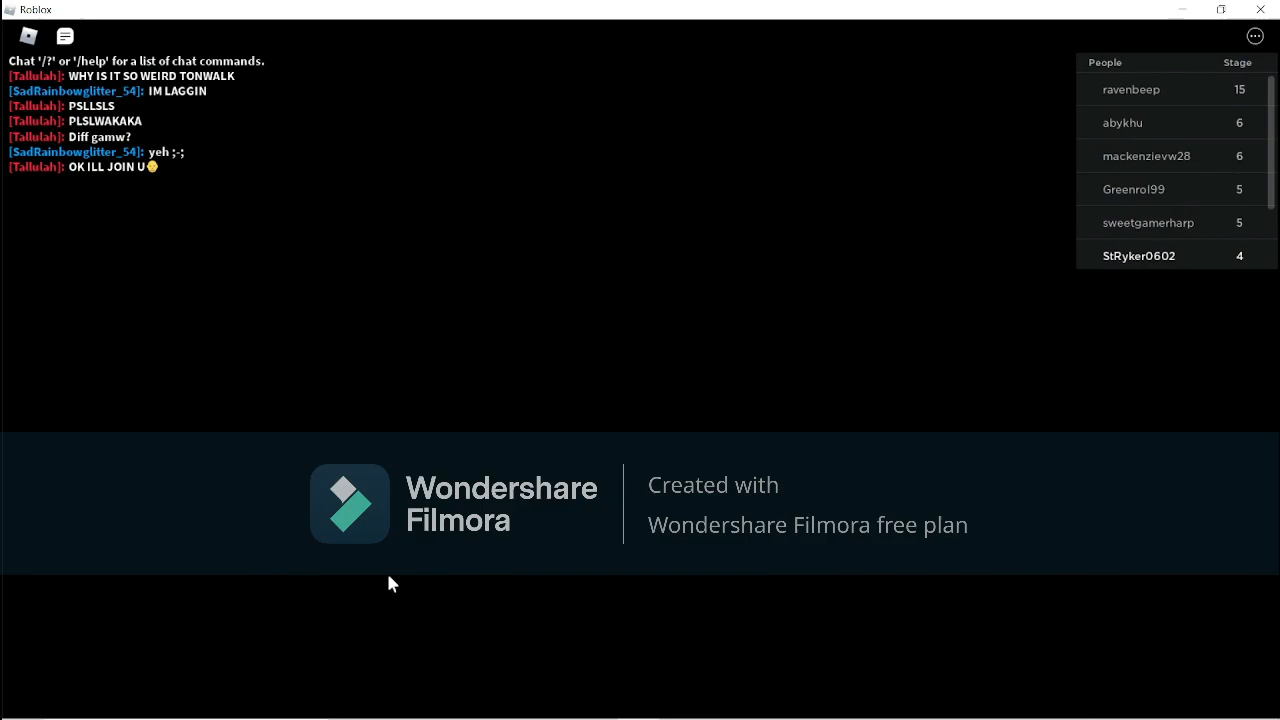 Roblox
Chat '/?' or '/help' for a list of chat commands.
[Tallulah]: WHY IS IT SO WEIRD TONWALK
[SadRainbowglitter_54]: IM LAGGIN
[Tallulah]: PSLLSLS
[Tallulah]: PLSLWAKAKA
[Tallulah]: Diff gamw?
[SadRainbowglitter_54]: yeh ;-;
[Tallulah]: OK ILL JOIN U
People Stage
ravenbeep 15
abykhu 6
mackenzievw28 6
Greenrol99 5
sweetgamerharp 5
StRyker0602 4
Wondershare
Filmora
Created with
Wondershare Filmora free plan